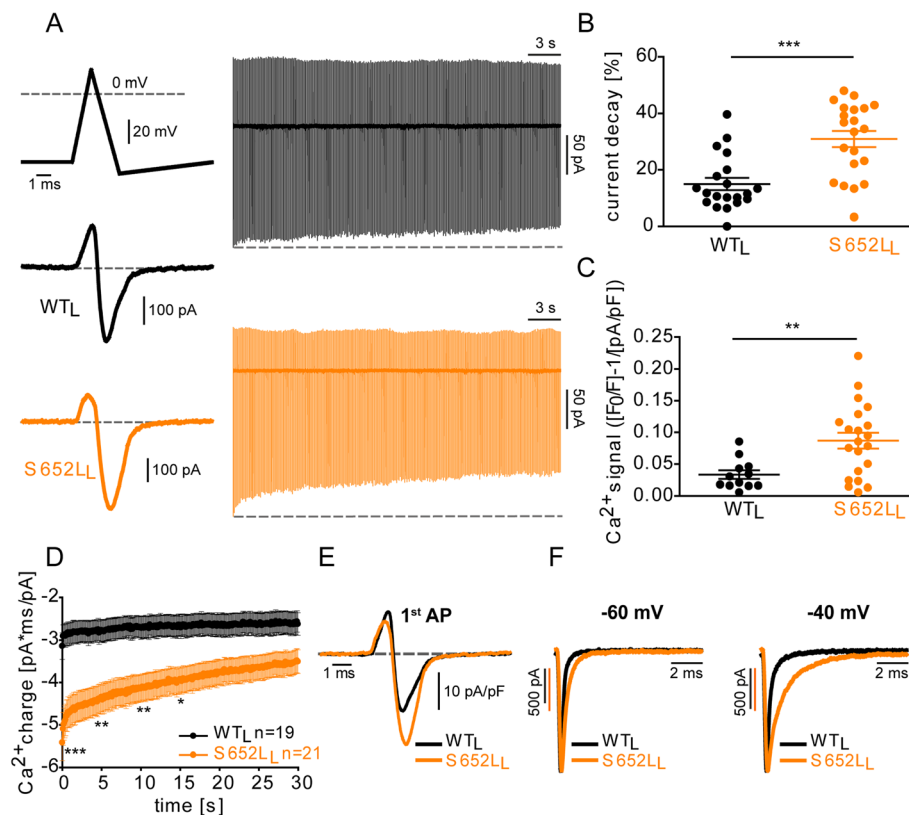 A
0 mV
20 mV
1 ms
WTL
100 pA
S652LL
100 pA
3 s
50 pA
3 s
50 pA
B
***
current decay [%]
60
40
20
0
WTL
S652LL
C
**
Ca2+ signal ([F0/F]-1/[pA/pF])
0.25
0.20
0.15
0.10
0.05
0.00
WTL
S652LL
D
Ca2+ charge [pA*ms/pA]
-2
-3
-4
-5
-6
***
**
**
*
WTL n=19
S652LL n=21
0 5 10 15 20 25 30
time [s]
E
1st AP
1 ms
10 pA/pF
WTL
S652LL
F
-60 mV
500 pA
2 ms
WTL
S652LL
-40 mV
500 pA
2 ms
WTL
S652LL